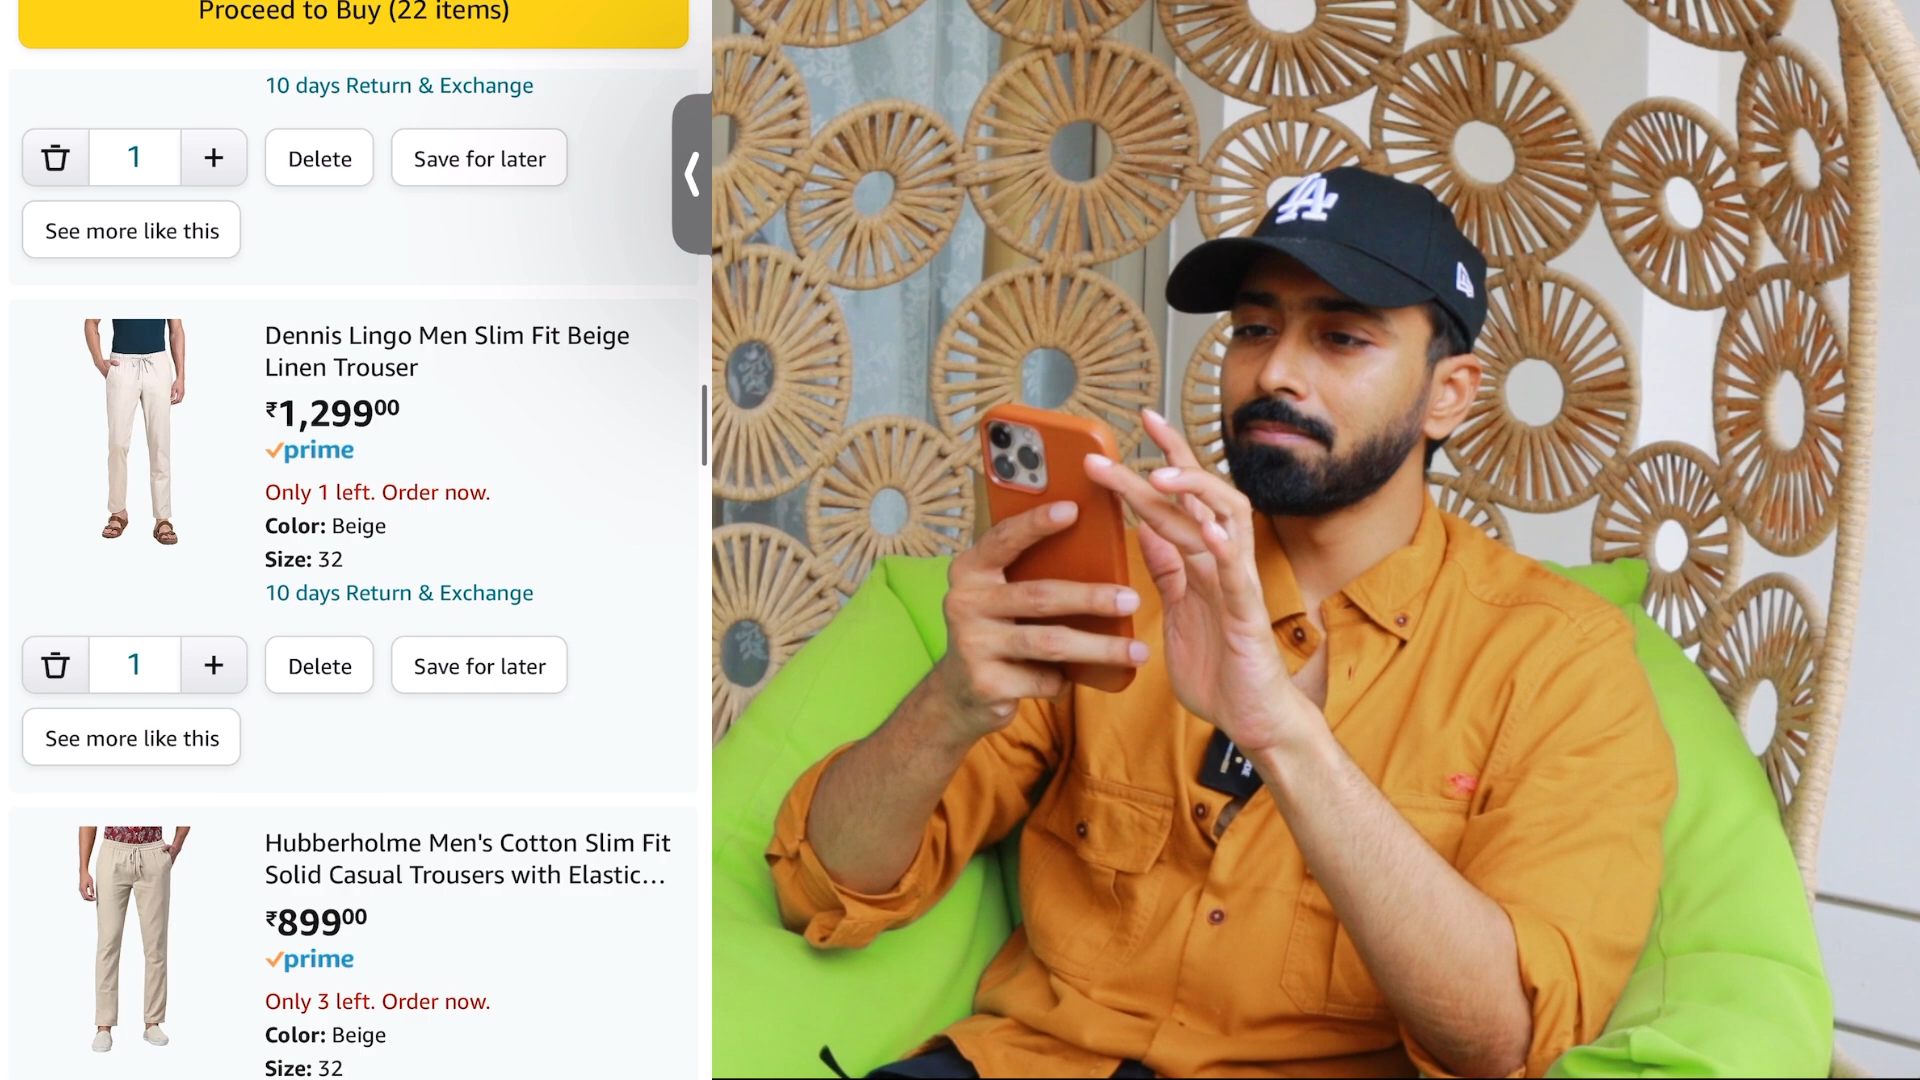 Proceed to Buy (22 items)
10 days Return & Exchange
1 + Delete Save for later
See more like this
Dennis Lingo Men Slim Fit Beige
Linen Trouser
₹1,29900
prime
Only 1 left. Order now.
Color: Beige
Size: 32
10 days Return & Exchange
1 + Delete Save for later
See more like this
Hubberholme Men's Cotton Slim Fit
Solid Casual Trousers with Elastic...
₹89900
prime
Only 3 left. Order now.
Color: Beige
Size: 32
LA